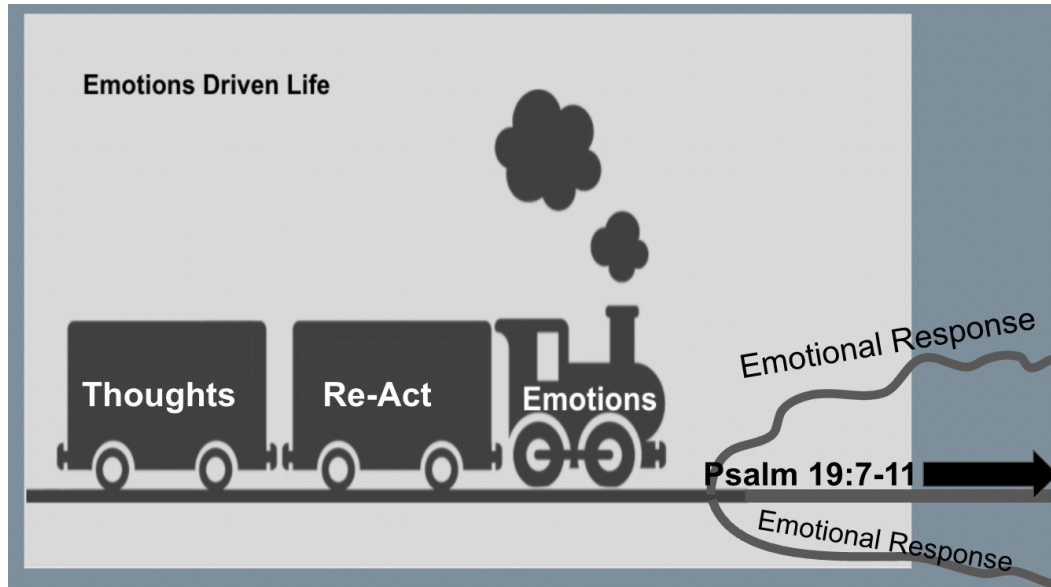 Emotions Driven Life
Emotional Response
Thoughts
Re-Act
Emotions
Psalm 19:7-11
Emotional Response